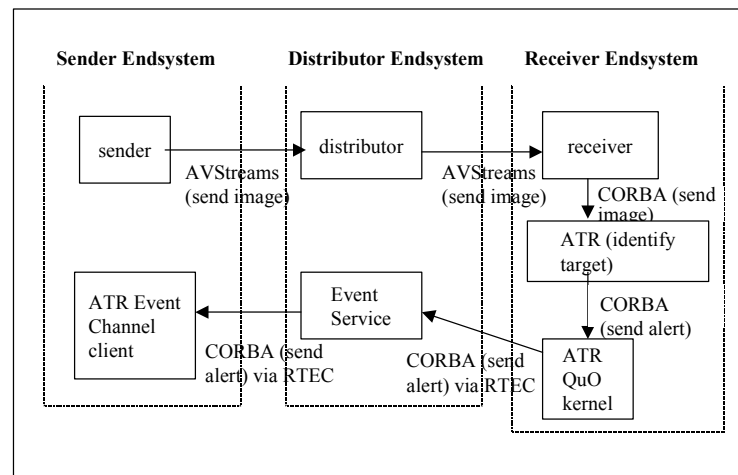 Sender Endsystem
Distributor Endsystem
Receiver Endsystem
sender
distributor
receiver
AVStreams
(send image)
AVStreams
(send image)
CORBA (send
image)
ATR (identify
target)
CORBA
(send alert)
ATR
QuO
kernel
CORBA (send
alert) via RTEC
Event
Service
CORBA (send
alert) via RTEC
ATR Event
Channel
client